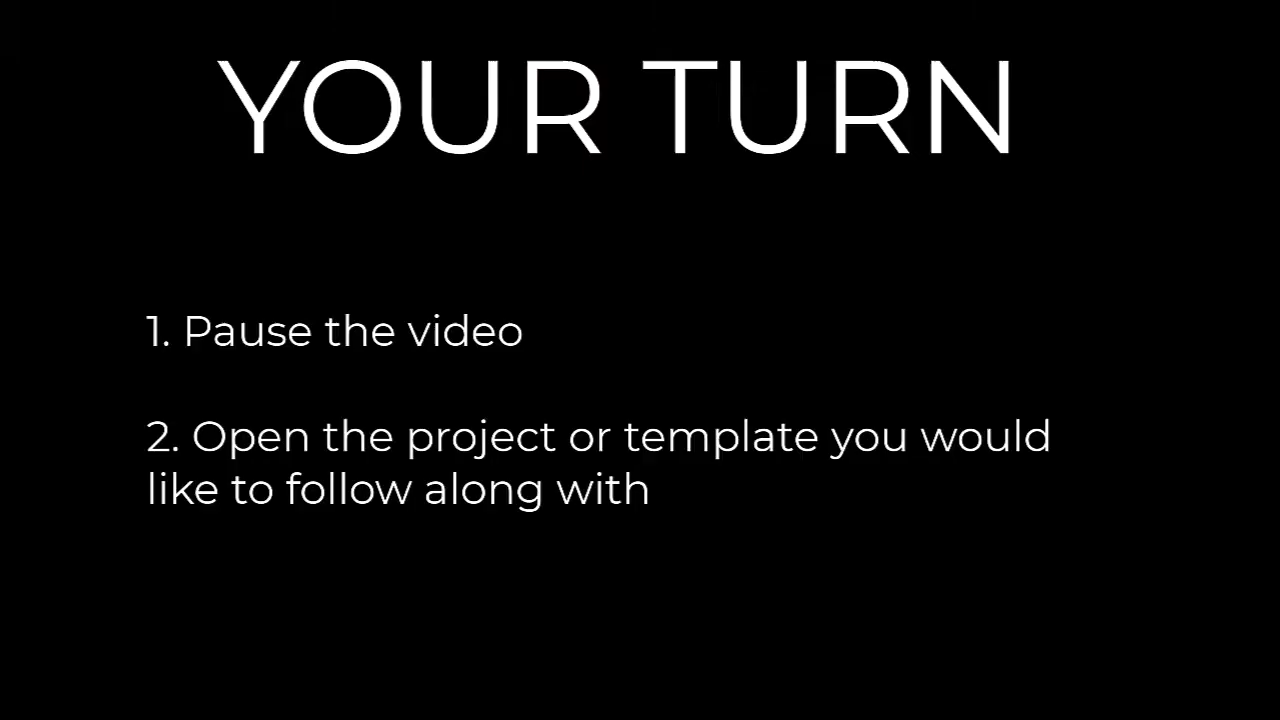 YOUR TURN
1. Pause the video
2. Open the project or template you would
like to follow along with